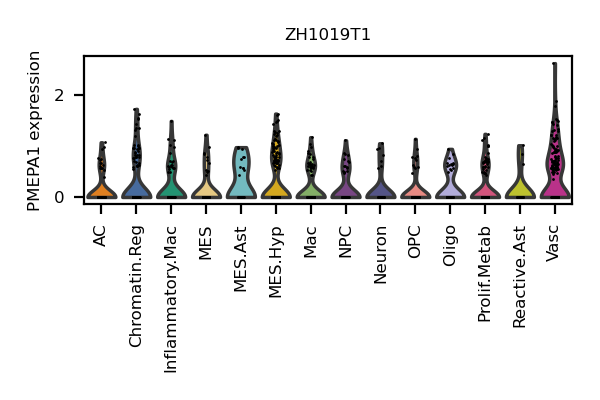 ZH1019T1
PMEPA1 expression
2
0
AC
Chromatin.Reg
Inflammatory.Mac
MES
MES.Ast
MES.Hyp
Mac
NPC
Neuron
OPC
Oligo
Prolif.Metab
Reactive.Ast
Vasc